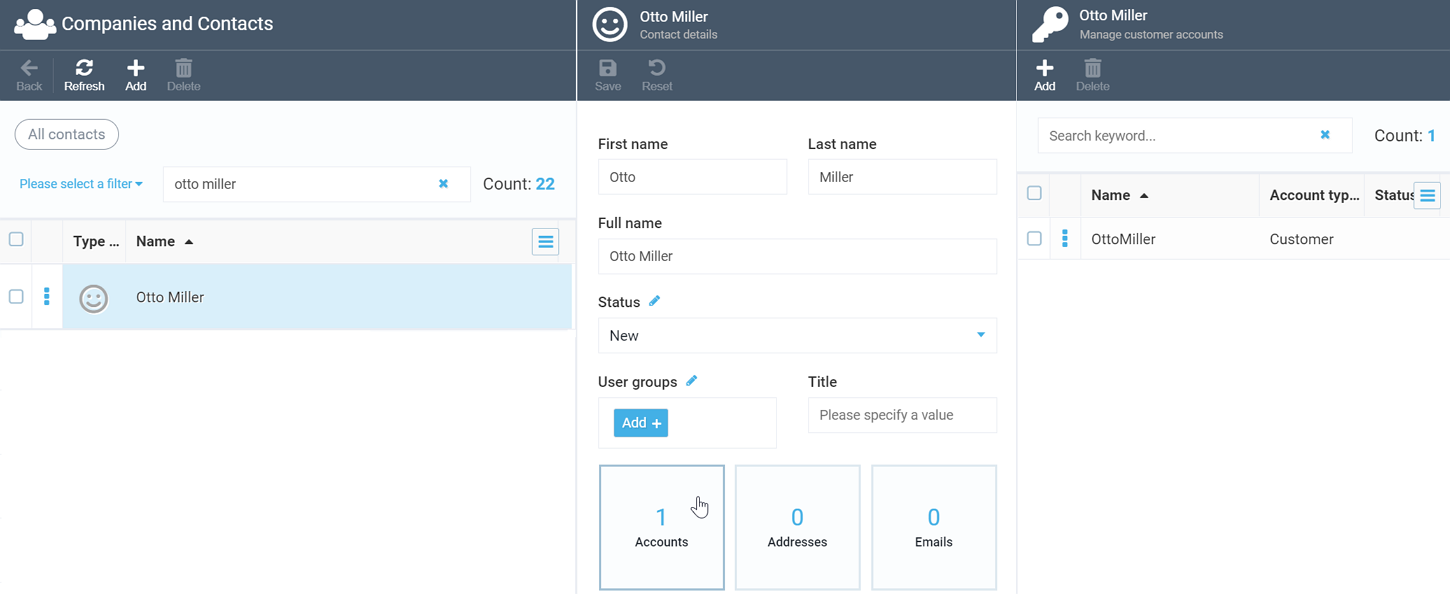 Companies and Contacts
Back
Refresh
Add
Delete
All contacts
Please select a filter
otto miller
Count: 22
Type ...
Name
Otto Miller
Otto Miller
Contact details
Save
Reset
First name
Last name
Otto
Miller
Full name
Otto Miller
Status
New
User groups
Title
Add +
Please specify a value
1
Accounts
0
Addresses
0
Emails
Otto Miller
Manage customer accounts
Add
Delete
Search keyword...
Count: 1
Name
Account typ...
Status
OttoMiller
Customer